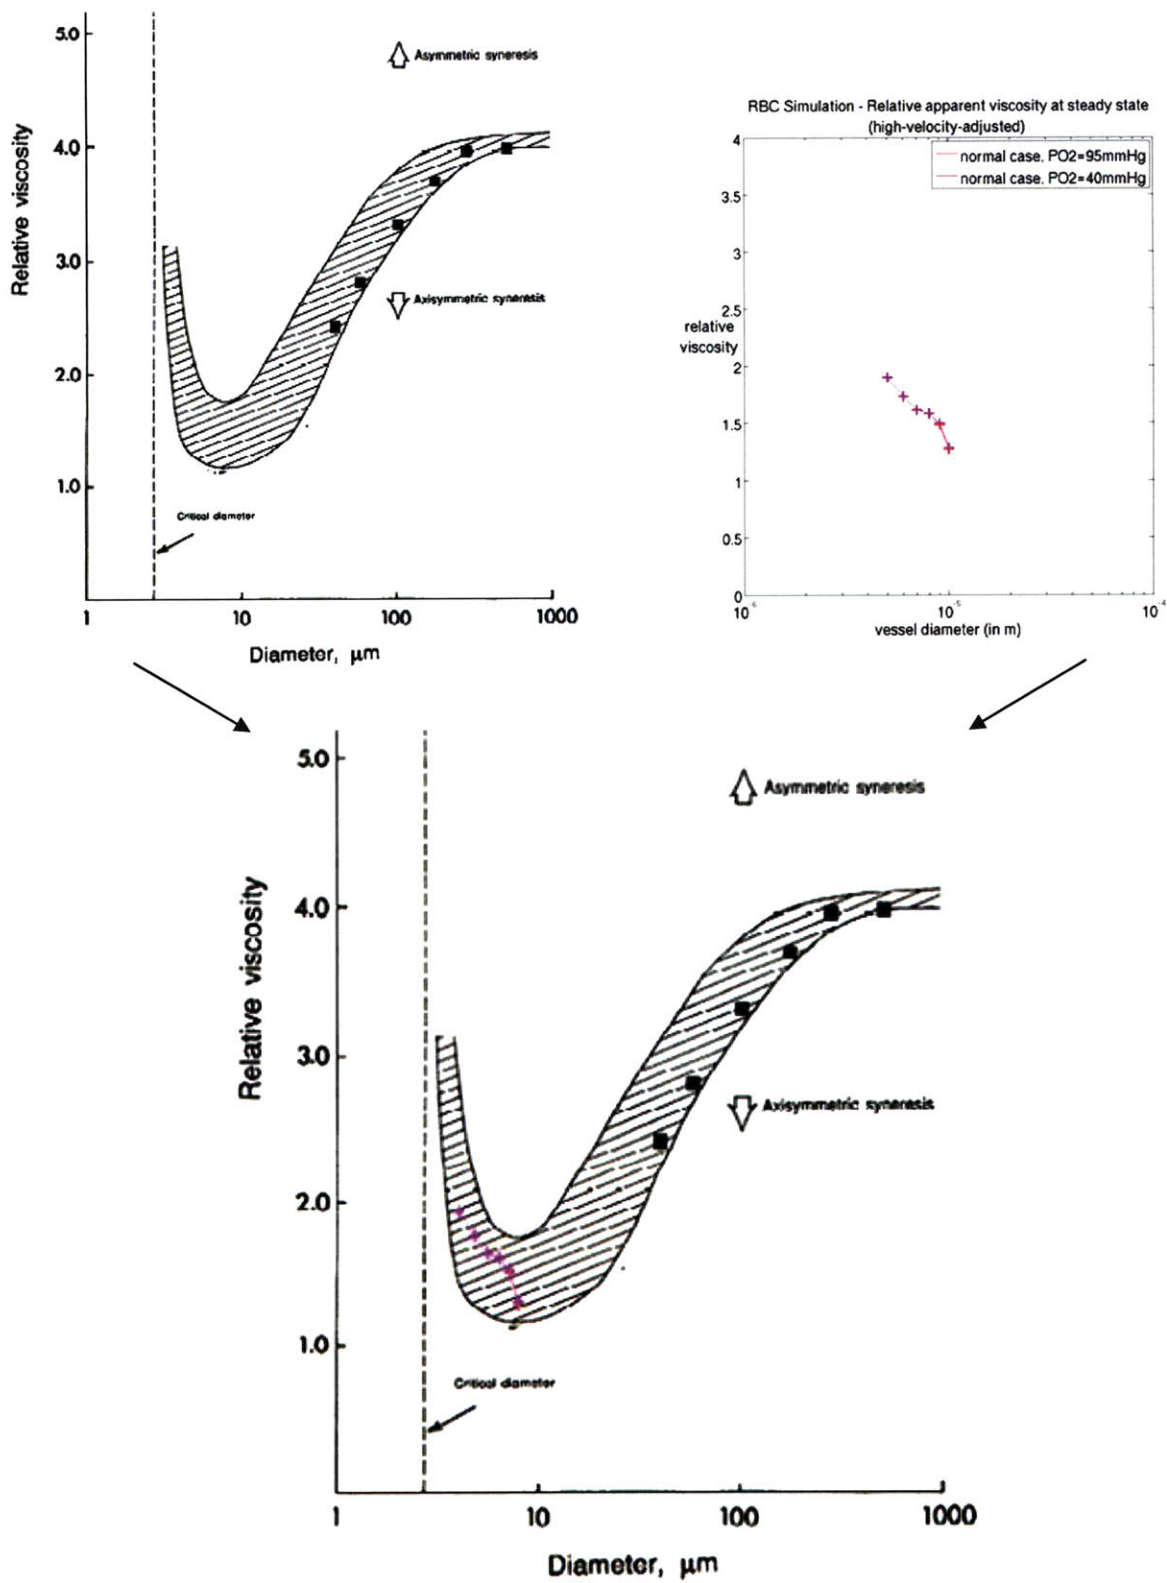 5.0
4.0
3.0
2.0
1.0
Relative viscosity
Asymmetric syneresis
Axisymmetric syneresis
Critical diameter
1
10
100
1000
Diameter, μm
RBC Simulation - Relative apparent viscosity at steady state
(high-velocity-adjusted)
normal case. PO2=95mmHg
normal case. PO2=40mmHg
4
3.5
3
2.5
2
1.5
1
0.5
0
relative
viscosity
10⁻⁶
10⁻⁵
10⁻⁴
vessel diameter (in m)
5.0
4.0
3.0
2.0
1.0
Relative viscosity
Asymmetric syneresis
Axisymmetric syneresis
Critical diameter
1
10
100
1000
Diameter, μm